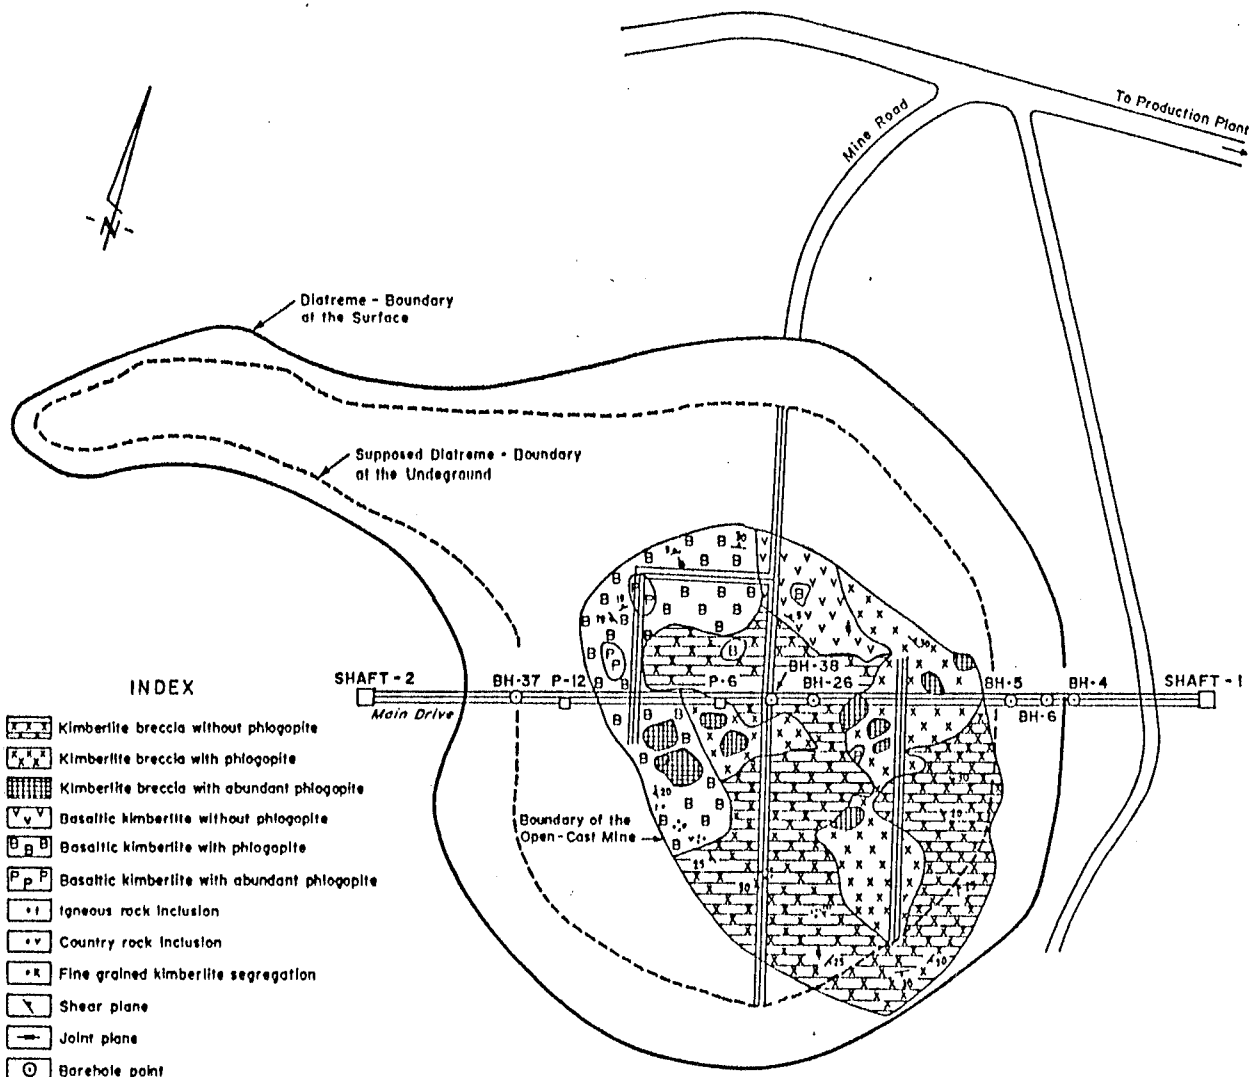 To Production Plant
Mine Road
N
Diatreme - Boundary
at the Surface
Supposed Diatreme - Boundary
at the Undeground
SHAFT - 2
BH-37
P-12
P-6
BH-38
BH-26
BH-5
BH-6
BH-4
SHAFT - 1
Main Drive
Boundary of the
Open-Cast Mine
INDEX
Kimberlite breccia without phlogopite
Kimberlite breccia with phlogopite
Kimberlite breccia with abundant phlogopite
Basaltic kimberlite without phlogopite
Basaltic kimberlite with phlogopite
Basaltic kimberlite with abundant phlogopite
Igneous rock inclusion
Country rock inclusion
Fine grained kimberlite segregation
Shear plane
Joint plane
Borehole point